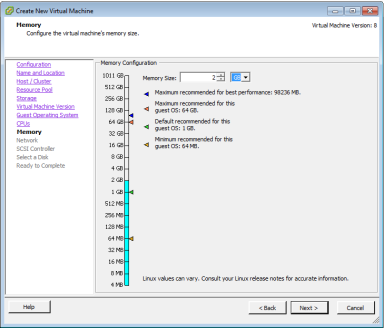 Create New Virtual Machine
Memory
Configure the virtual machine's memory size.
Virtual Machine Version: 8
Configuration
Name and Location
Host / Cluster
Resource Pool
Storage
Virtual Machine Version
Guest Operating System
CPUs
Memory
Network
SCSI Controller
Select a Disk
Ready to Complete
Memory Configuration
1011 GB
512 GB
256 GB
128 GB
64 GB
32 GB
16 GB
8 GB
4 GB
2 GB
1 GB
512 MB
256 MB
128 MB
64 MB
32 MB
16 MB
8 MB
4 MB
Memory Size:
2
GB
Maximum recommended for best performance: 98236 MB.
Maximum recommended for this
guest OS: 64 GB.
Default recommended for this
guest OS: 1 GB.
Minimum recommended for this
guest OS: 64 MB.
Linux values can vary. Consult your Linux release notes for accurate information.
Help
< Back
Next >
Cancel